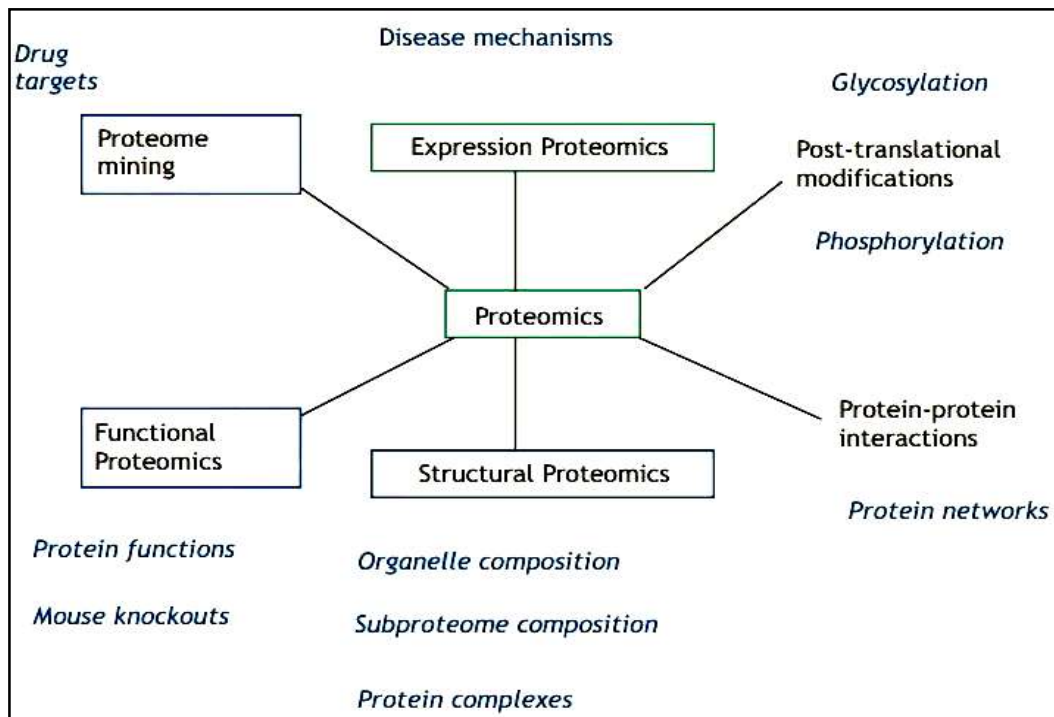 Disease mechanisms
Drug
targets
Glycosylation
Proteome
mining
Expression Proteomics
Post-translational
modifications
Phosphorylation
Proteomics
Functional
Proteomics
Structural Proteomics
Protein-protein
interactions
Protein networks
Protein functions
Organelle composition
Mouse knockouts
Subproteome composition
Protein complexes